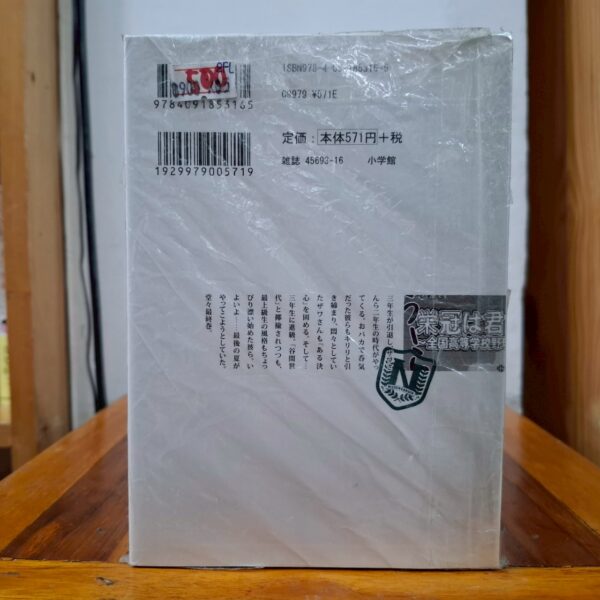 ISBN978-4
C9979 ¥571E
500
9784091853165
定価：本体571円＋税
雑誌 45693-16　小学館
1929979005719
三年生が引退し、
んら二年生の時代がや
てくる。おバカで呑気
だった彼らもキリリと引
き締まり、悶々としてい
たザワさんも「ある決
心」を固める。そして…
三年生に進級。「谷間世
代」と揶揄されつつも、
最上級生の風格もちょっ
ぴり漂い始めた彼ら。い
よいよ……最後の夏が
やってこようとしていた。
堂々最終巻。
栄冠は君
全国高等学校野球
N